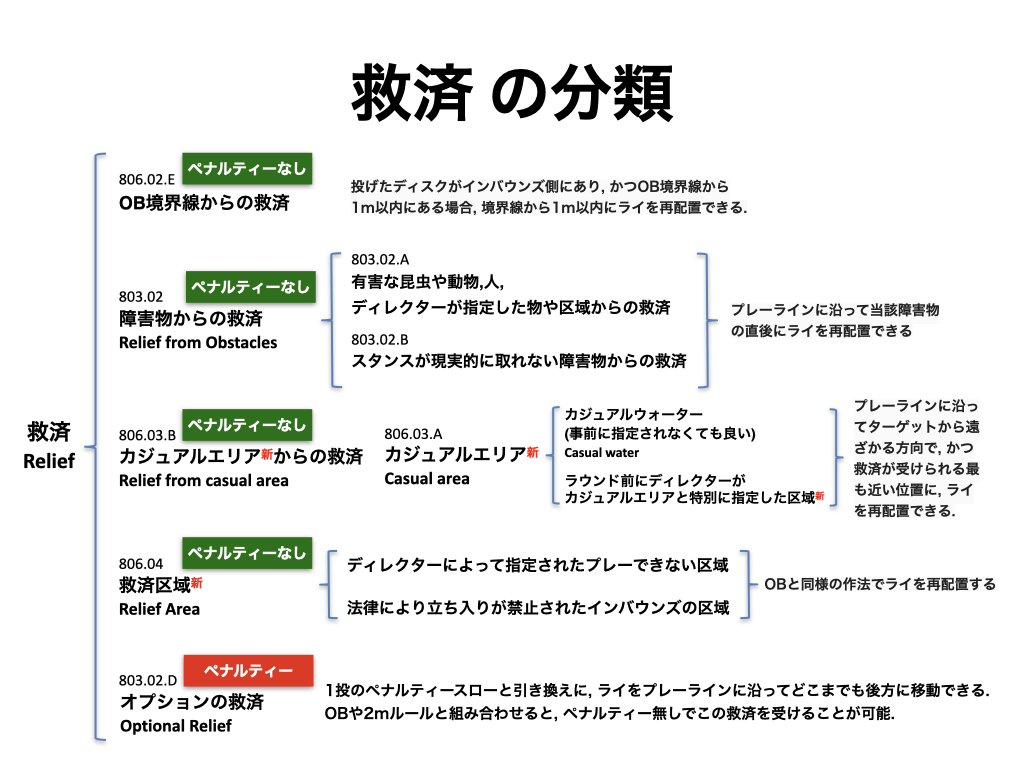 救済 の分類
救済
Relief
ペナルティーなし
806.02.E
OB境界線からの救済
投げたディスクがインバウンズ側にあり, かつOB境界線から
1m以内にある場合, 境界線から1m以内にライを再配置できる.
ペナルティーなし
803.02
障害物からの救済
Relief from Obstacles
803.02.A
有害な昆虫や動物,人,
ディレクターが指定した物や区域からの救済
803.02.B
スタンスが現実的に取れない障害物からの救済
プレーラインに沿って当該障害物
の直後にライを再配置できる
ペナルティーなし
806.03.B
カジュアルエリア新からの救済
Relief from casual area
806.03.A
カジュアルエリア新
Casual area
カジュアルウォーター
(事前に指定されなくても良い)
Casual water
ラウンド前にディレクターが
カジュアルエリアと特別に指定した区域新
プレーラインに沿っ
てターゲットから遠
ざかる方向で, かつ
救済が受けられる最
も近い位置に, ライ
を再配置できる.
ペナルティーなし
806.04
救済区域新
Relief Area
ディレクターによって指定されたプレーできない区域
法律により立ち入りが禁止されたインバウンズの区域
OBと同様の作法でライを再配置する
ペナルティー
803.02.D
オプションの救済
Optional Relief
1投のペナルティースローと引き換えに, ライをプレーラインに沿ってどこまでも後方に移動できる.
OBや2mルールと組み合わせると, ペナルティー無しでこの救済を受けることが可能.